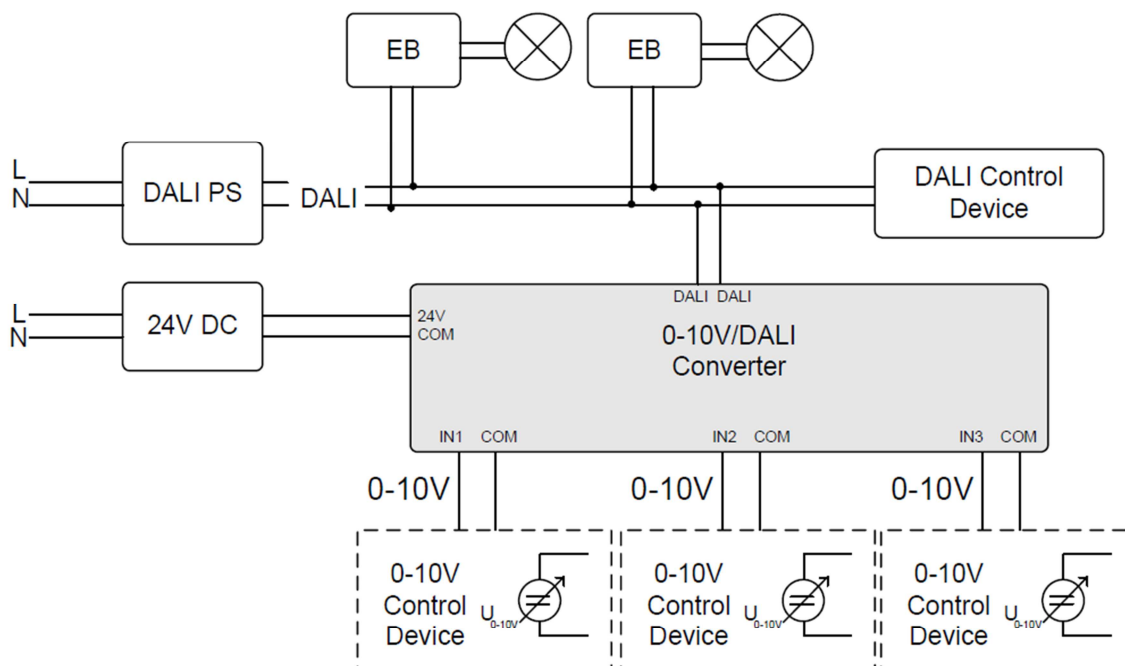 EB
EB
L
N
DALI PS
DALI
DALI Control
Device
L
N
24V DC
24V
COM
DALI DALI
0-10V/DALI
Converter
IN1 COM
IN2 COM
IN3 COM
0-10V
0-10V
0-10V
0-10V
Control
Device
U0-10V
0-10V
Control
Device
U0-10V
0-10V
Control
Device
U0-10V